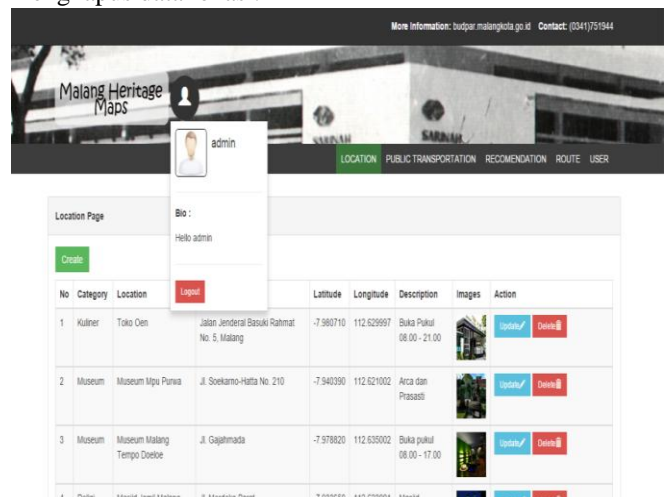 More Information: budpar.malangkota.go.id Contact: (0341)751944
Malang Heritage
Maps
SARINAH
admin
LOCATION PUBLIC TRANSPORTATION RECOMENDATION ROUTE USER
Location Page
Bio :
Hello admin
Create
Logout
No Category Location Latitude Longitude Description Images Action
1 Kuliner Toko Oen Jalan Jenderal Basuki Rahmat No. 5, Malang -7.980710 112.629997 Buka Pukul 08.00 - 21.00 Update Delete
2 Museum Museum Mpu Purwa Jl. Soekarno-Hatta No. 210 -7.940390 112.621002 Arca dan Prasasti Update Delete
3 Museum Museum Malang Tempo Doeloe Jl. Gajahmada -7.978820 112.635002 Buka pukul 08.00 - 17.00 Update Delete